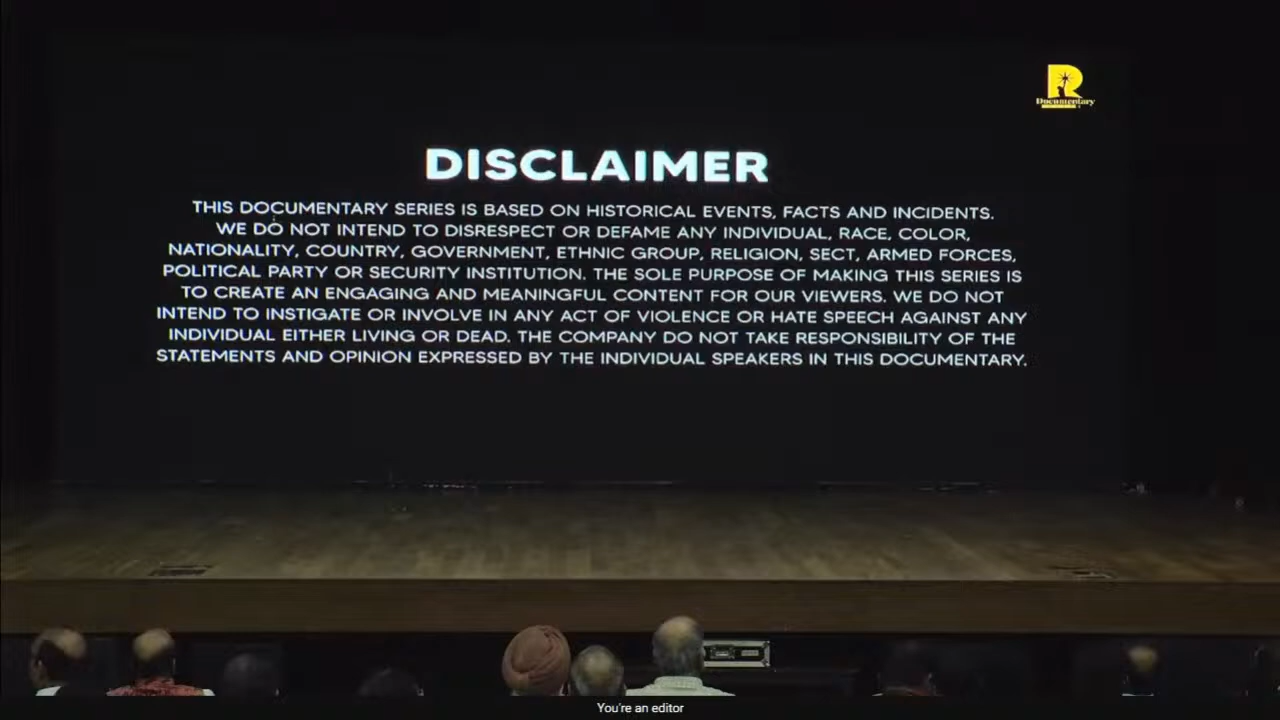 R
Documentary
DISCLAIMER
THIS DOCUMENTARY SERIES IS BASED ON HISTORICAL EVENTS, FACTS AND INCIDENTS.
WE DO NOT INTEND TO DISRESPECT OR DEFAME ANY INDIVIDUAL, RACE, COLOR,
NATIONALITY, COUNTRY, GOVERNMENT, ETHNIC GROUP, RELIGION, SECT, ARMED FORCES,
POLITICAL PARTY OR SECURITY INSTITUTION. THE SOLE PURPOSE OF MAKING THIS SERIES IS
TO CREATE AN ENGAGING AND MEANINGFUL CONTENT FOR OUR VIEWERS. WE DO NOT
INTEND TO INSTIGATE OR INVOLVE IN ANY ACT OF VIOLENCE OR HATE SPEECH AGAINST ANY
INDIVIDUAL EITHER LIVING OR DEAD. THE COMPANY DO NOT TAKE RESPONSIBILITY OF THE
STATEMENTS AND OPINION EXPRESSED BY THE INDIVIDUAL SPEAKERS IN THIS DOCUMENTARY.
You're an editor